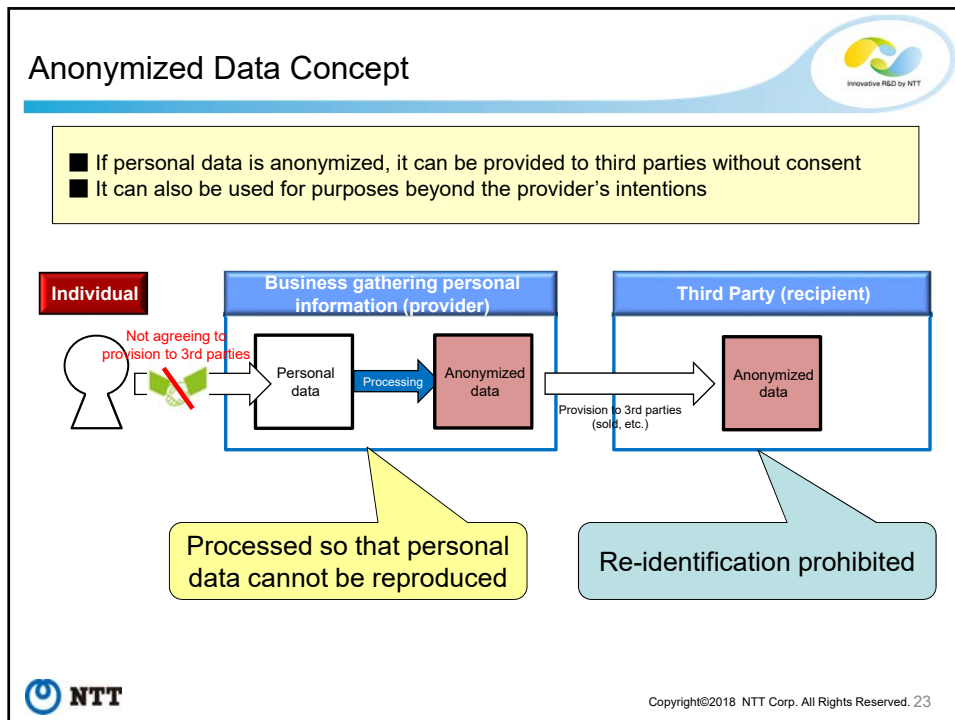 Anonymized Data Concept
Innovative R&D by NTT
■ If personal data is anonymized, it can be provided to third parties without consent
■ It can also be used for purposes beyond the provider’s intentions
Individual
Business gathering personal
information (provider)
Third Party (recipient)
Not agreeing to
provision to 3rd parties
Personal
data
Processing
Anonymized
data
Provision to 3rd parties
(sold, etc.)
Anonymized
data
Processed so that personal
data cannot be reproduced
Re-identification prohibited
NTT
Copyright©2018 NTT Corp. All Rights Reserved. 23